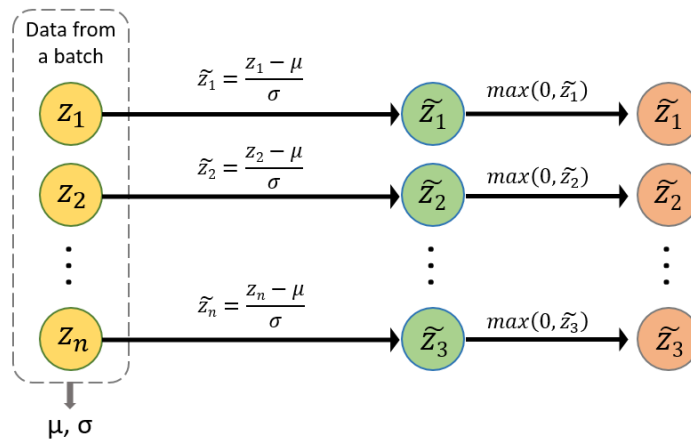 Data from
a batch
z₁
z̃₁ = (z₁ − μ)/σ
z̃₁
max(0, z̃₁)
z̃₁
z₂
z̃₂ = (z₂ − μ)/σ
z̃₂
max(0, z̃₂)
z̃₂
⋮ ⋮ ⋮
zₙ
z̃ₙ = (zₙ − μ)/σ
z̃₃
max(0, z̃₃)
z̃₃
μ, σ